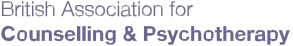 British Association for
Counselling & Psychotherapy